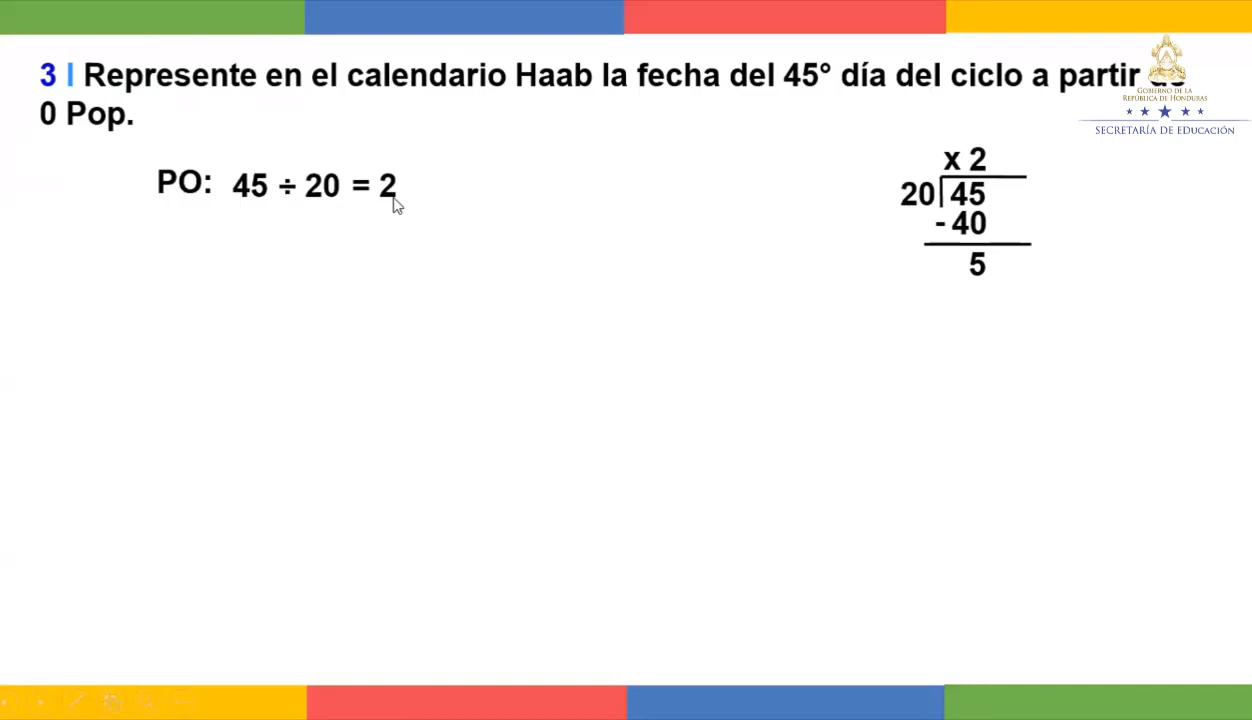 3 | Represente en el calendario Haab la fecha del 45° día del ciclo a partir
0 Pop.
GOBIERNO DE LA
REPÚBLICA DE HONDURAS
SECRETARÍA DE EDUCACIÓN
PO: 45 ÷ 20 = 2
x 2
20 45
- 40
5